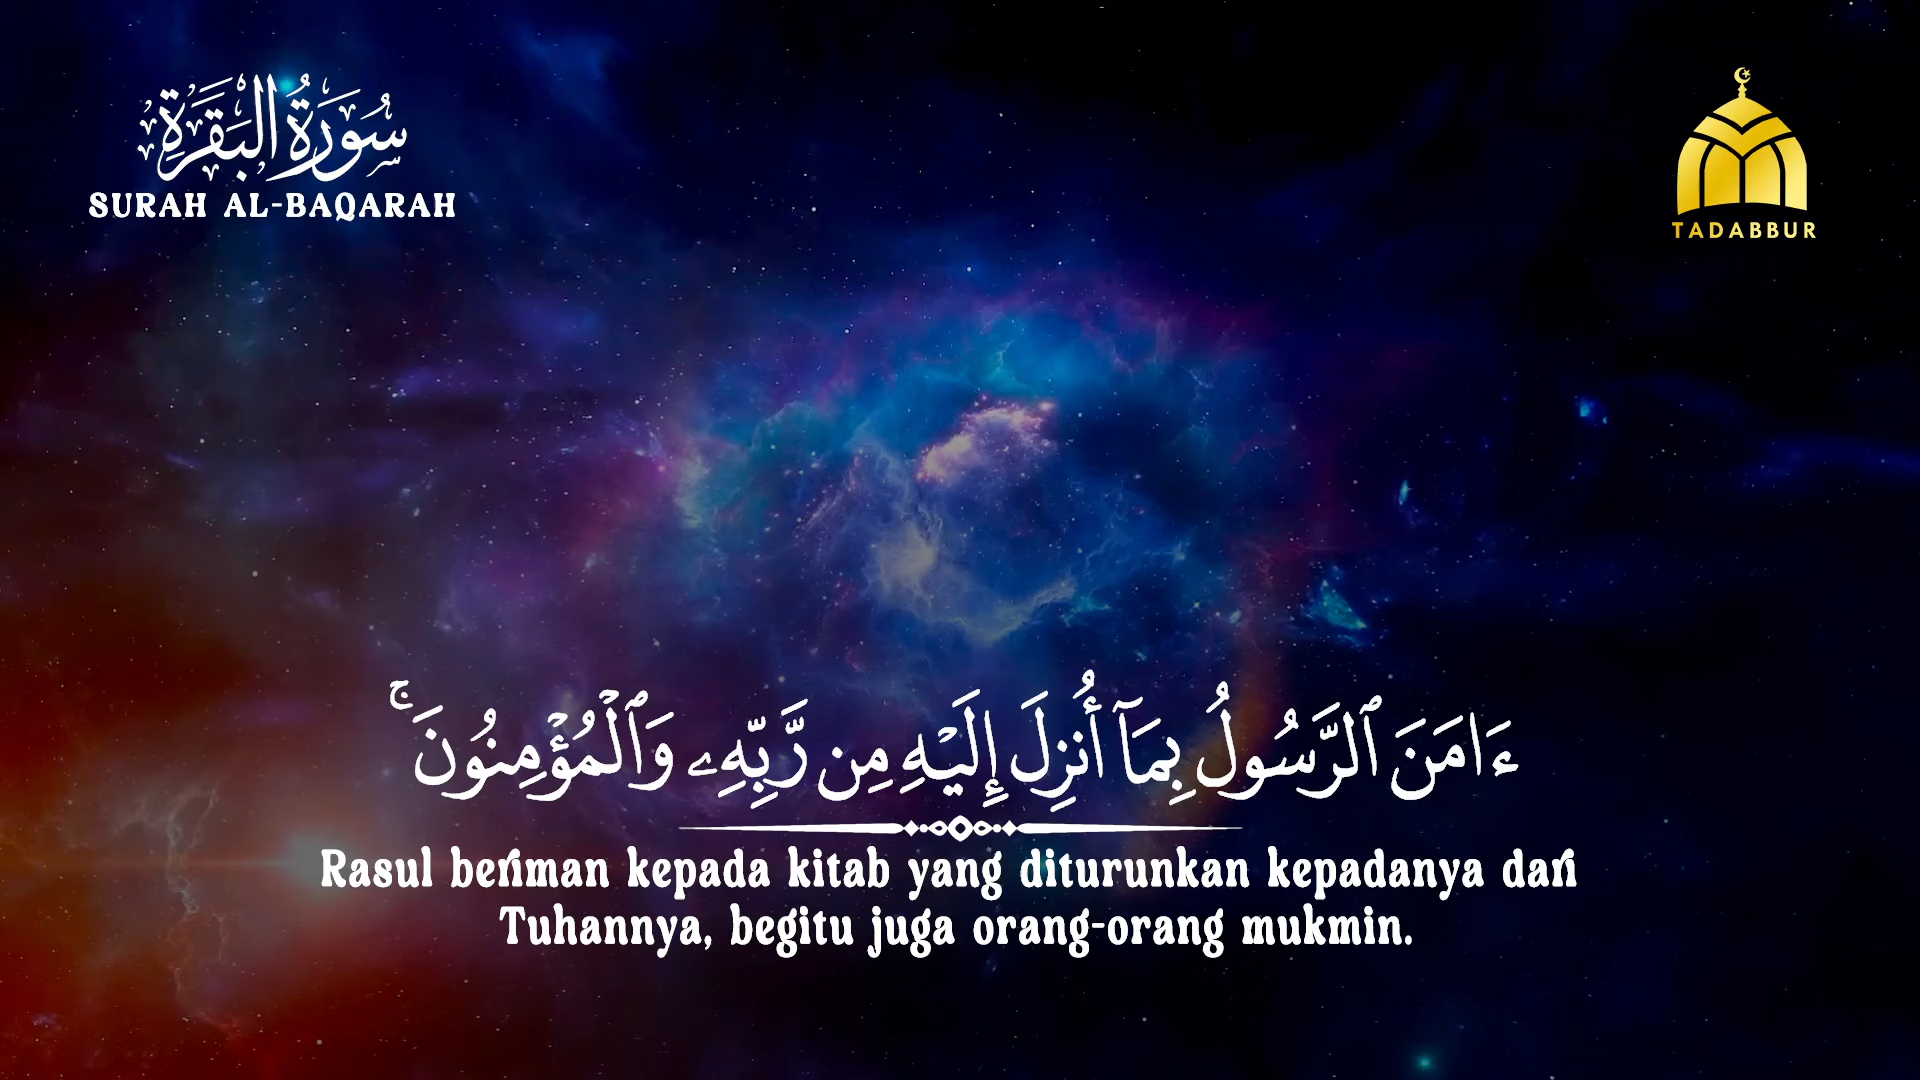 سُورَةُ الْبَقَرَةِ
SURAH AL-BAQARAH
TADABBUR
ءَامَنَ ٱلرَّسُولُ بِمَآ أُنزِلَ إِلَيْهِ مِن رَّبِّهِۦ وَٱلْمُؤْمِنُونَ ۚ
Rasul beriman kepada kitab yang diturunkan kepadanya dari
Tuhannya, begitu juga orang-orang mukmin.